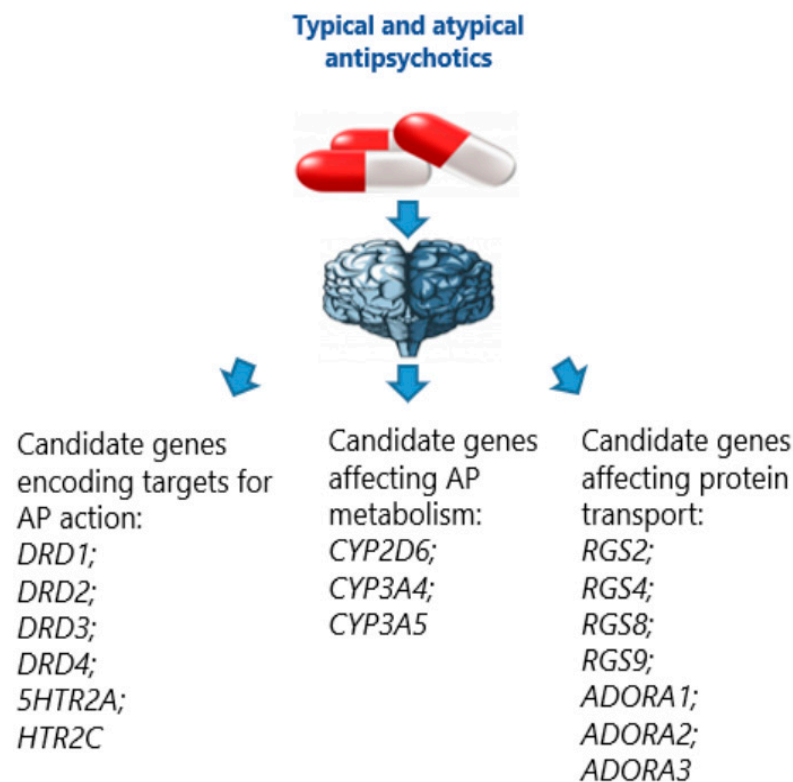 Typical and atypical
antipsychotics
Candidate genes
encoding targets for
AP action:
DRD1;
DRD2;
DRD3;
DRD4;
5HTR2A;
HTR2C
Candidate genes
affecting AP
metabolism:
CYP2D6;
CYP3A4;
CYP3A5
Candidate genes
affecting protein
transport:
RGS2;
RGS4;
RGS8;
RGS9;
ADORA1;
ADORA2;
ADORA3